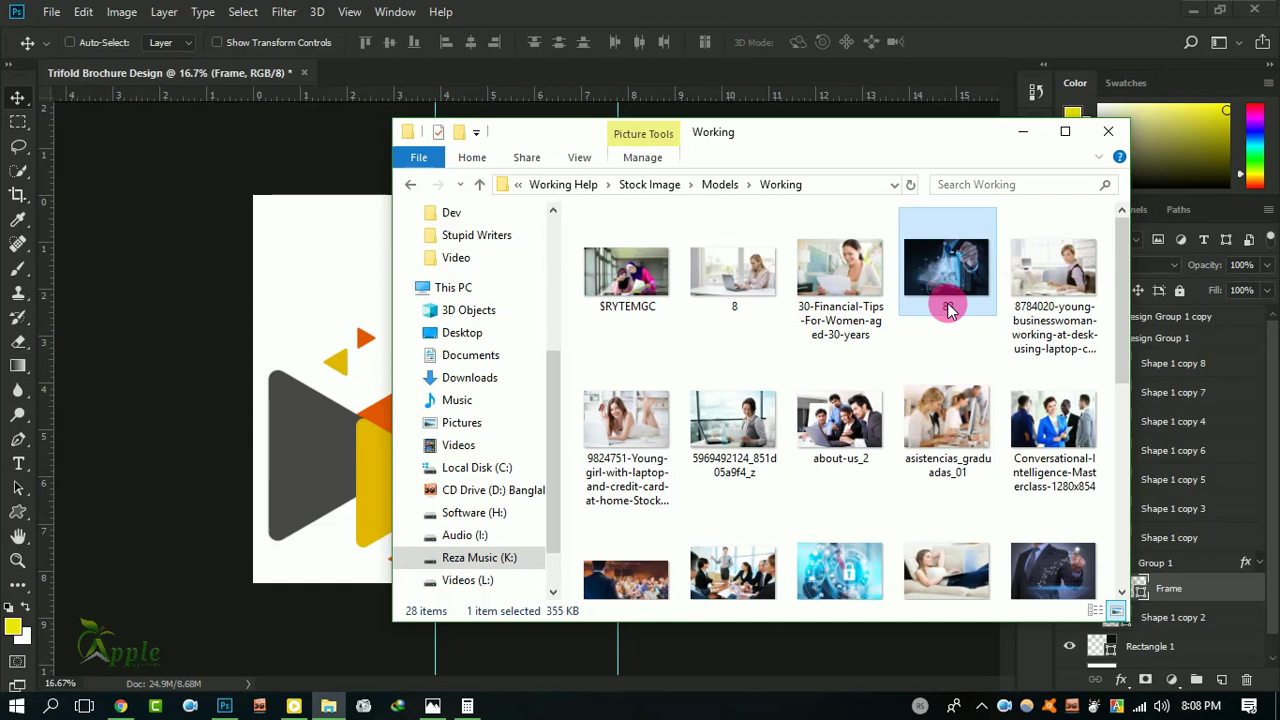 Ps File Edit Image Layer Type Select Filter 3D View Window Help
Auto-Select: Layer Show Transform Controls 3D Mode:
Trifold Brochure Design @ 16.7% (Frame, RGB/8) *
Color Swatches
Picture Tools Working
File Home Share View Manage
Working Help Stock Image Models Working Search Working
Dev
Stupid Writers
Video
This PC
3D Objects
Desktop
Documents
Downloads
Music
Pictures
Videos
Local Disk (C:)
CD Drive (D:) Banglal
Software (H:)
Audio (I:)
Reza Music (K:)
Videos (L:)
$RYTEMGC
8
30-Financial-Tips
-For-Women-ag
ed-30-years
8784020-young-
businesswoman-
working-at-desk-
using-laptop-c...
9824751-Young-
girl-with-laptop-
and-credit-card-
at-home-Stock...
5969492124_851d
05a9f4_z
about-us_2
asistencias_gradu
adas_01
Conversational-I
ntelligence-Mast
erclass-1280x854
28 items 1 item selected 355 KB
Paths
Opacity: 100%
Fill: 100%
Design Group 1 copy
esign Group 1
Shape 1 copy 8
Shape 1 copy 7
Shape 1 copy 4
Shape 1 copy 6
Shape 1 copy 5
Shape 1 copy 3
Shape 1 copy
Group fx
Frame
Shape 1 copy 2
Rectangle 1
Apple
16.67% Doc: 24.9M/8.68M
8:08 PM